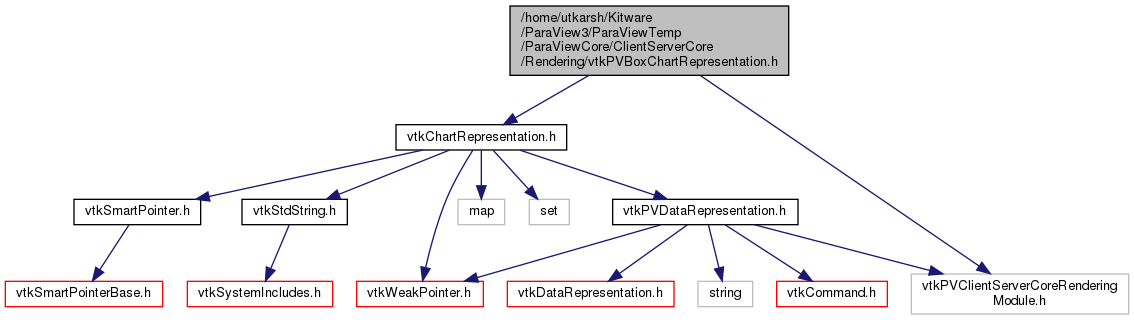 /home/utkarsh/Kitware
/ParaView3/ParaViewTemp
/ParaViewCore/ClientServerCore
/Rendering/vtkPVBoxChartRepresentation.h
vtkChartRepresentation.h
vtkSmartPointer.h
vtkStdString.h
map
set
vtkPVDataRepresentation.h
vtkSmartPointerBase.h
vtkSystemIncludes.h
vtkWeakPointer.h
vtkDataRepresentation.h
string
vtkCommand.h
vtkPVClientServerCoreRendering
Module.h